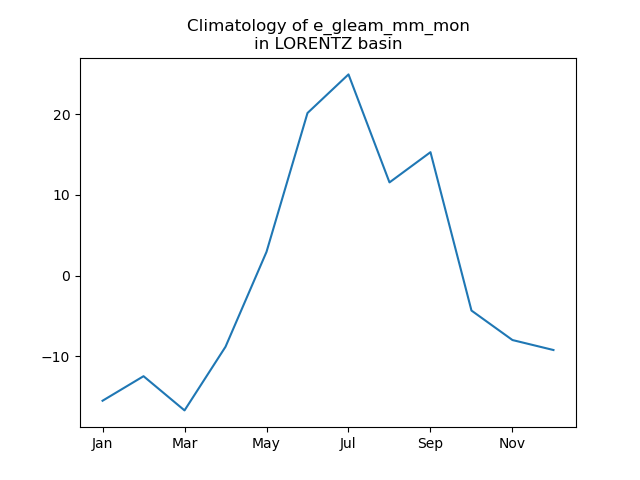 Climatology of e_gleam_mm_mon
in LORENTZ basin
20
10
0
−10
Jan
Mar
May
Jul
Sep
Nov